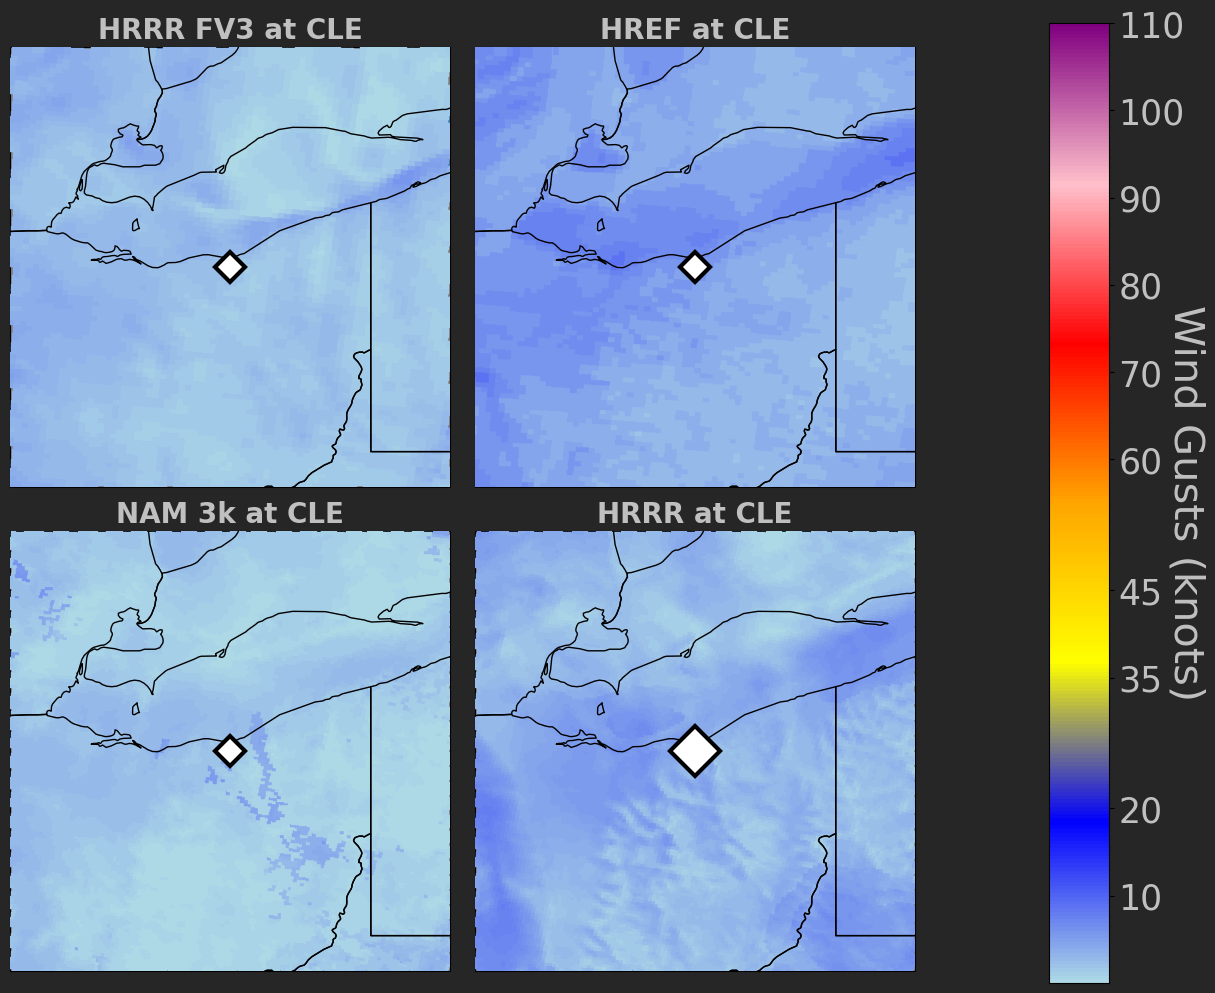 HRRR FV3 at CLE
HREF at CLE
NAM 3k at CLE
HRRR at CLE
110
100
90
80
70
60
45
35
20
10
Wind Gusts (knots)